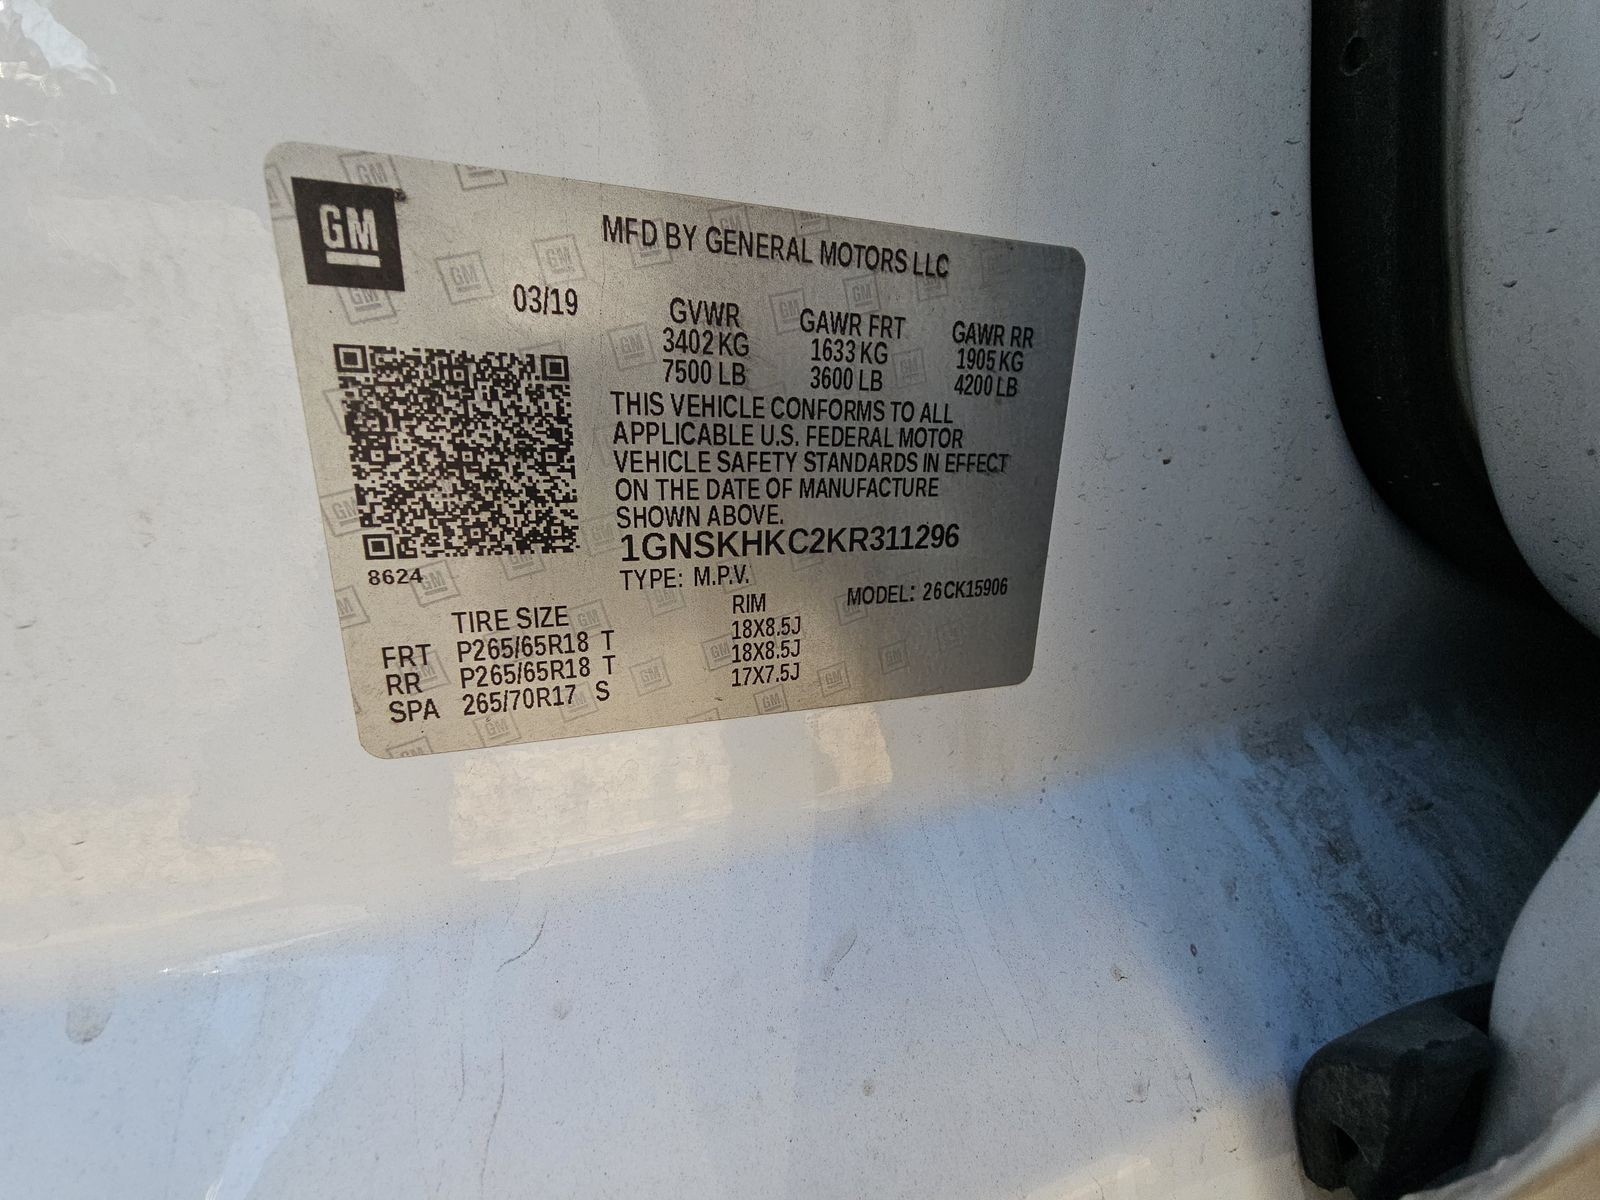 GM
MFD BY GENERAL MOTORS LLC
03/19
GVWR GAWR FRT GAWR RR
3402 KG 1633 KG 1905 KG
7500 LB 3600 LB 4200 LB
THIS VEHICLE CONFORMS TO ALL
APPLICABLE U.S. FEDERAL MOTOR
VEHICLE SAFETY STANDARDS IN EFFECT
ON THE DATE OF MANUFACTURE
SHOWN ABOVE.
1GNSKHKC2KR311296
8624
TYPE: M.P.V. MODEL: 26CK15906
TIRE SIZE RIM
FRT P265/65R18 T 18X8.5J
RR P265/65R18 T 18X8.5J
SPA 265/70R17 S 17X7.5J